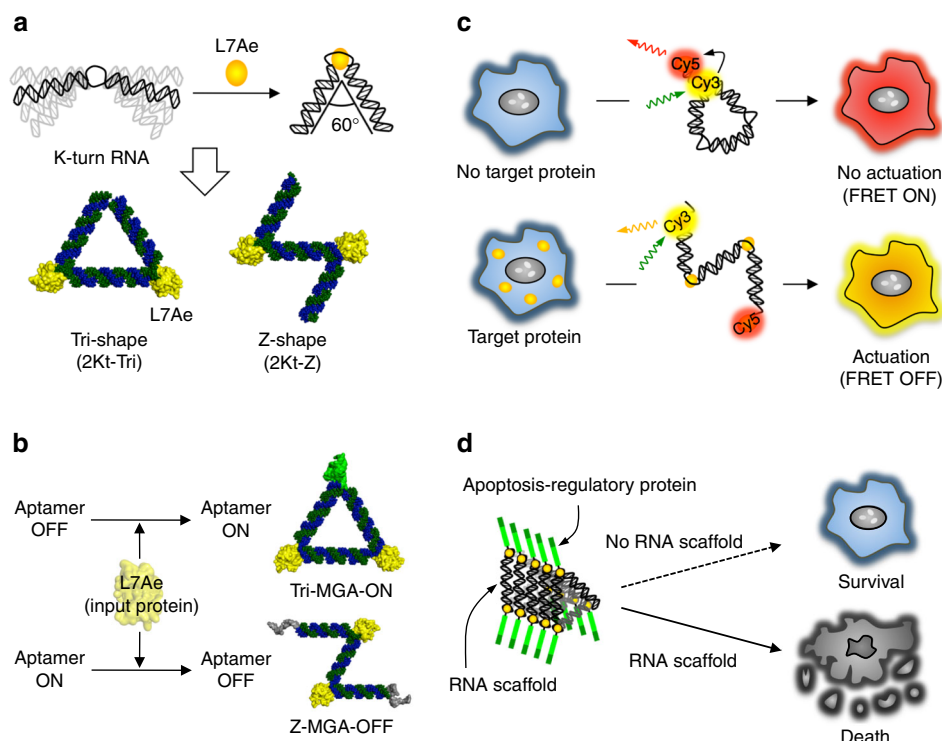 a
L7Ae
60°
K-turn RNA
L7Ae
Tri-shape
(2Kt-Tri)
Z-shape
(2Kt-Z)
b
Aptamer
OFF
Aptamer
ON
Tri-MGA-ON
L7Ae
(input protein)
Aptamer
ON
Aptamer
OFF
Z-MGA-OFF
c
Cy5
Cy3
No target protein
No actuation
(FRET ON)
Cy3
Cy5
Target protein
Actuation
(FRET OFF)
d
Apoptosis-regulatory protein
No RNA scaffold
Survival
RNA scaffold
RNA scaffold
Death